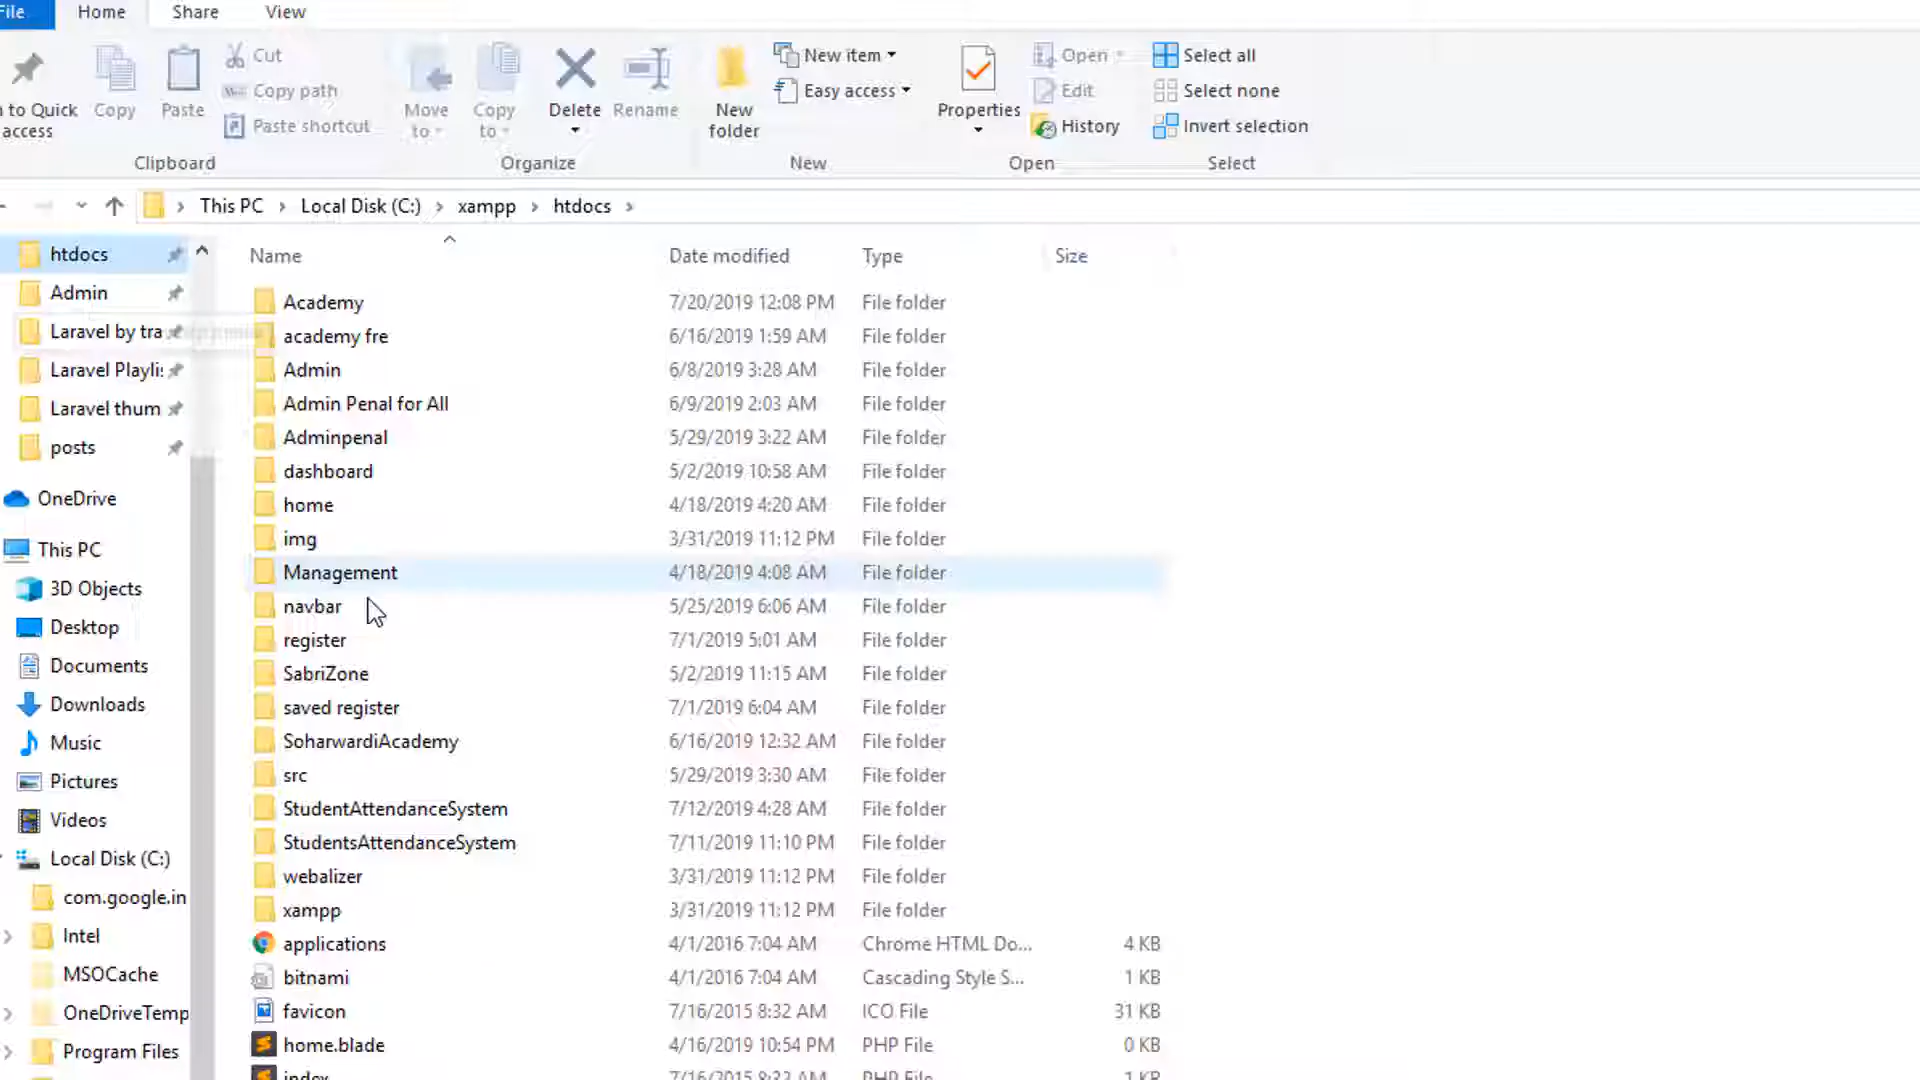 File Home Share View
to Quick access
Copy
Paste
Cut
Copy path
Paste shortcut
Clipboard
Move to
Copy to
Delete
Rename
Organize
New folder
New item
Easy access
New
Properties
Open
Edit
History
Open
Select all
Select none
Invert selection
Select
This PC › Local Disk (C:) › xampp › htdocs ›
htdocs
Admin
Laravel by tra
Laravel Playli
Laravel thum
posts
OneDrive
This PC
3D Objects
Desktop
Documents
Downloads
Music
Pictures
Videos
Local Disk (C:)
com.google.in
Intel
MSOCache
OneDriveTemp
Program Files
Name Date modified Type Size
Academy 7/20/2019 12:08 PM File folder
academy fre 6/16/2019 1:59 AM File folder
Admin 6/8/2019 3:28 AM File folder
Admin Penal for All 6/9/2019 2:03 AM File folder
Adminpenal 5/29/2019 3:22 AM File folder
dashboard 5/2/2019 10:58 AM File folder
home 4/18/2019 4:20 AM File folder
img 3/31/2019 11:12 PM File folder
Management 4/18/2019 4:08 AM File folder
navbar 5/25/2019 6:06 AM File folder
register 7/1/2019 5:01 AM File folder
SabriZone 5/2/2019 11:15 AM File folder
saved register 7/1/2019 6:04 AM File folder
SoharwardiAcademy 6/16/2019 12:32 AM File folder
src 5/29/2019 3:30 AM File folder
StudentAttendanceSystem 7/12/2019 4:28 AM File folder
StudentsAttendanceSystem 7/11/2019 11:10 PM File folder
webalizer 3/31/2019 11:12 PM File folder
xampp 3/31/2019 11:12 PM File folder
applications 4/1/2016 7:04 AM Chrome HTML Do... 4 KB
bitnami 4/1/2016 7:04 AM Cascading Style S... 1 KB
favicon 7/16/2015 8:32 AM ICO File 31 KB
home.blade 4/16/2019 10:54 PM PHP File 0 KB
index 7/16/2015 8:32 AM PHP File 1 KB